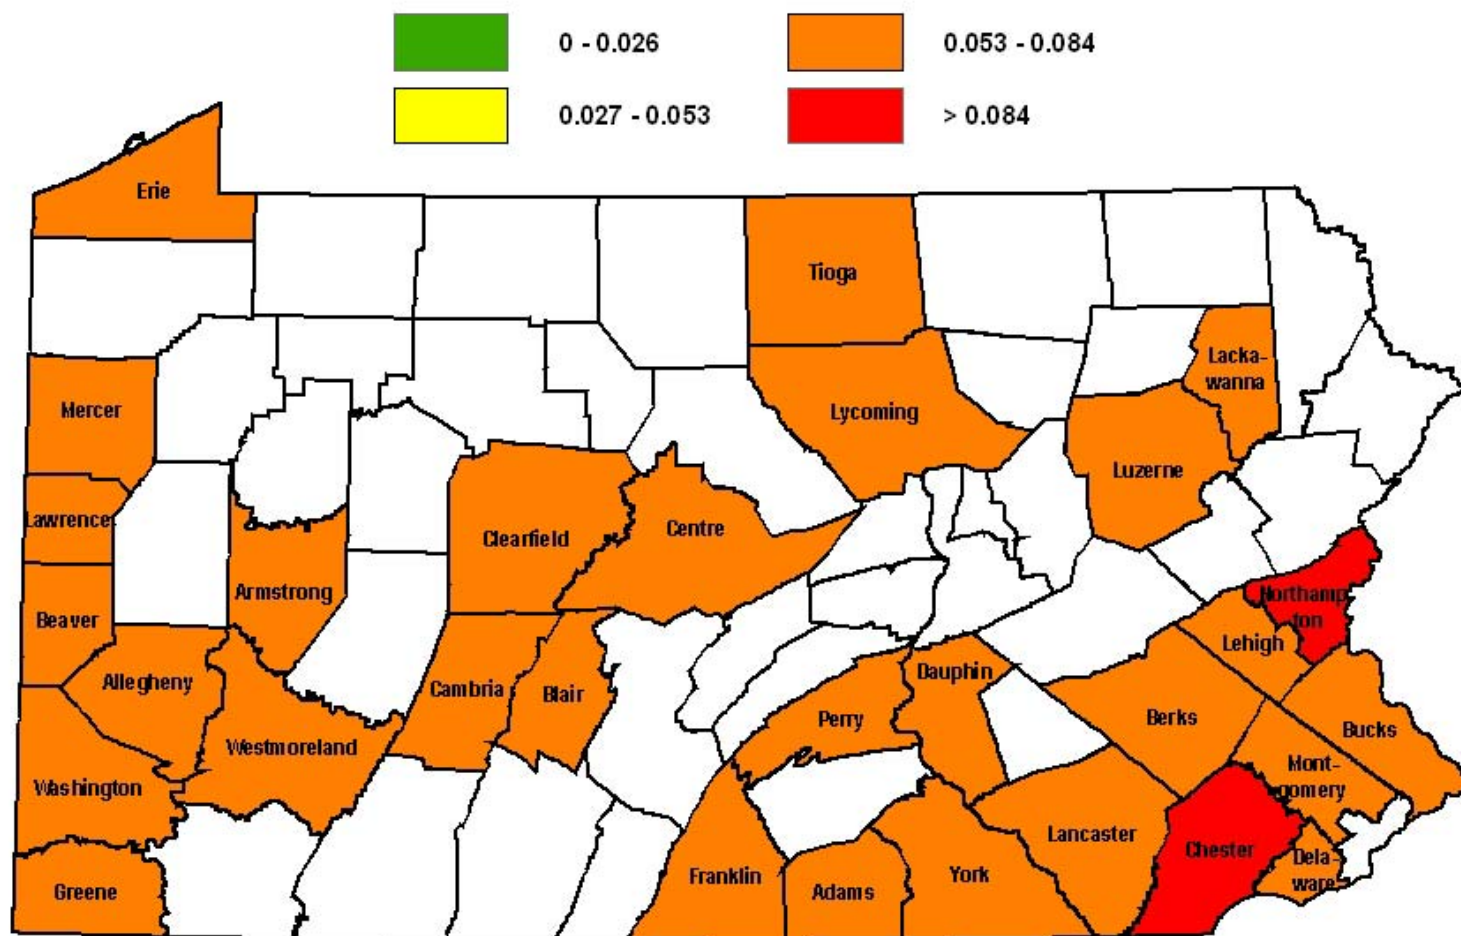 0 - 0.026
0.053 - 0.084
0.027 - 0.053
> 0.084
Erie
Tioga
Lacka-
wanna
Mercer
Lycoming
Luzerne
Lawrence
Clearfield
Centre
Armstrong
Northamp
ton
Beaver
Lehigh
Allegheny
Cambria
Blair
Dauphin
Perry
Berks
Bucks
Westmoreland
Washington
Mont-
gomery
Lancaster
Chester
Dela-
ware
Franklin
York
Greene
Adams